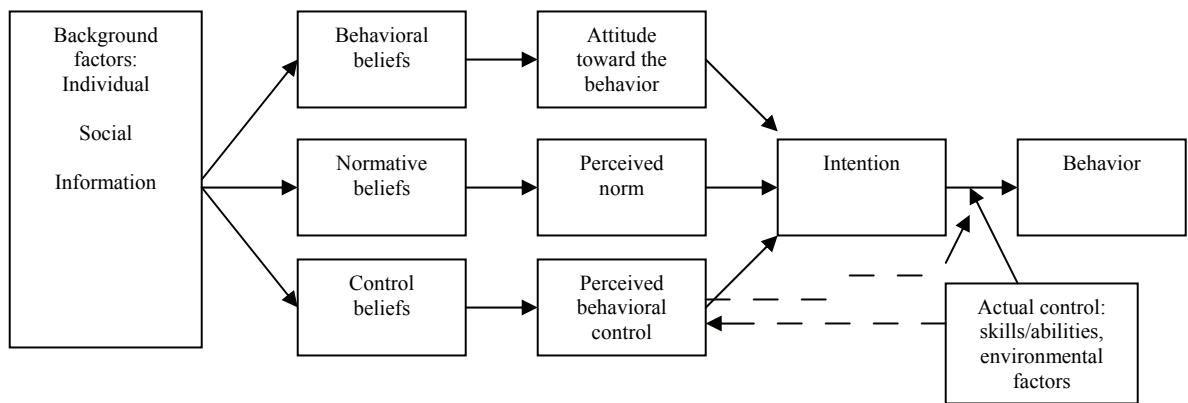 Background
factors:
Individual
Social
Information
Behavioral
beliefs
Attitude
toward the
behavior
Normative
beliefs
Perceived
norm
Intention
Behavior
Control
beliefs
Perceived
behavioral
control
Actual control:
skills/abilities,
environmental
factors